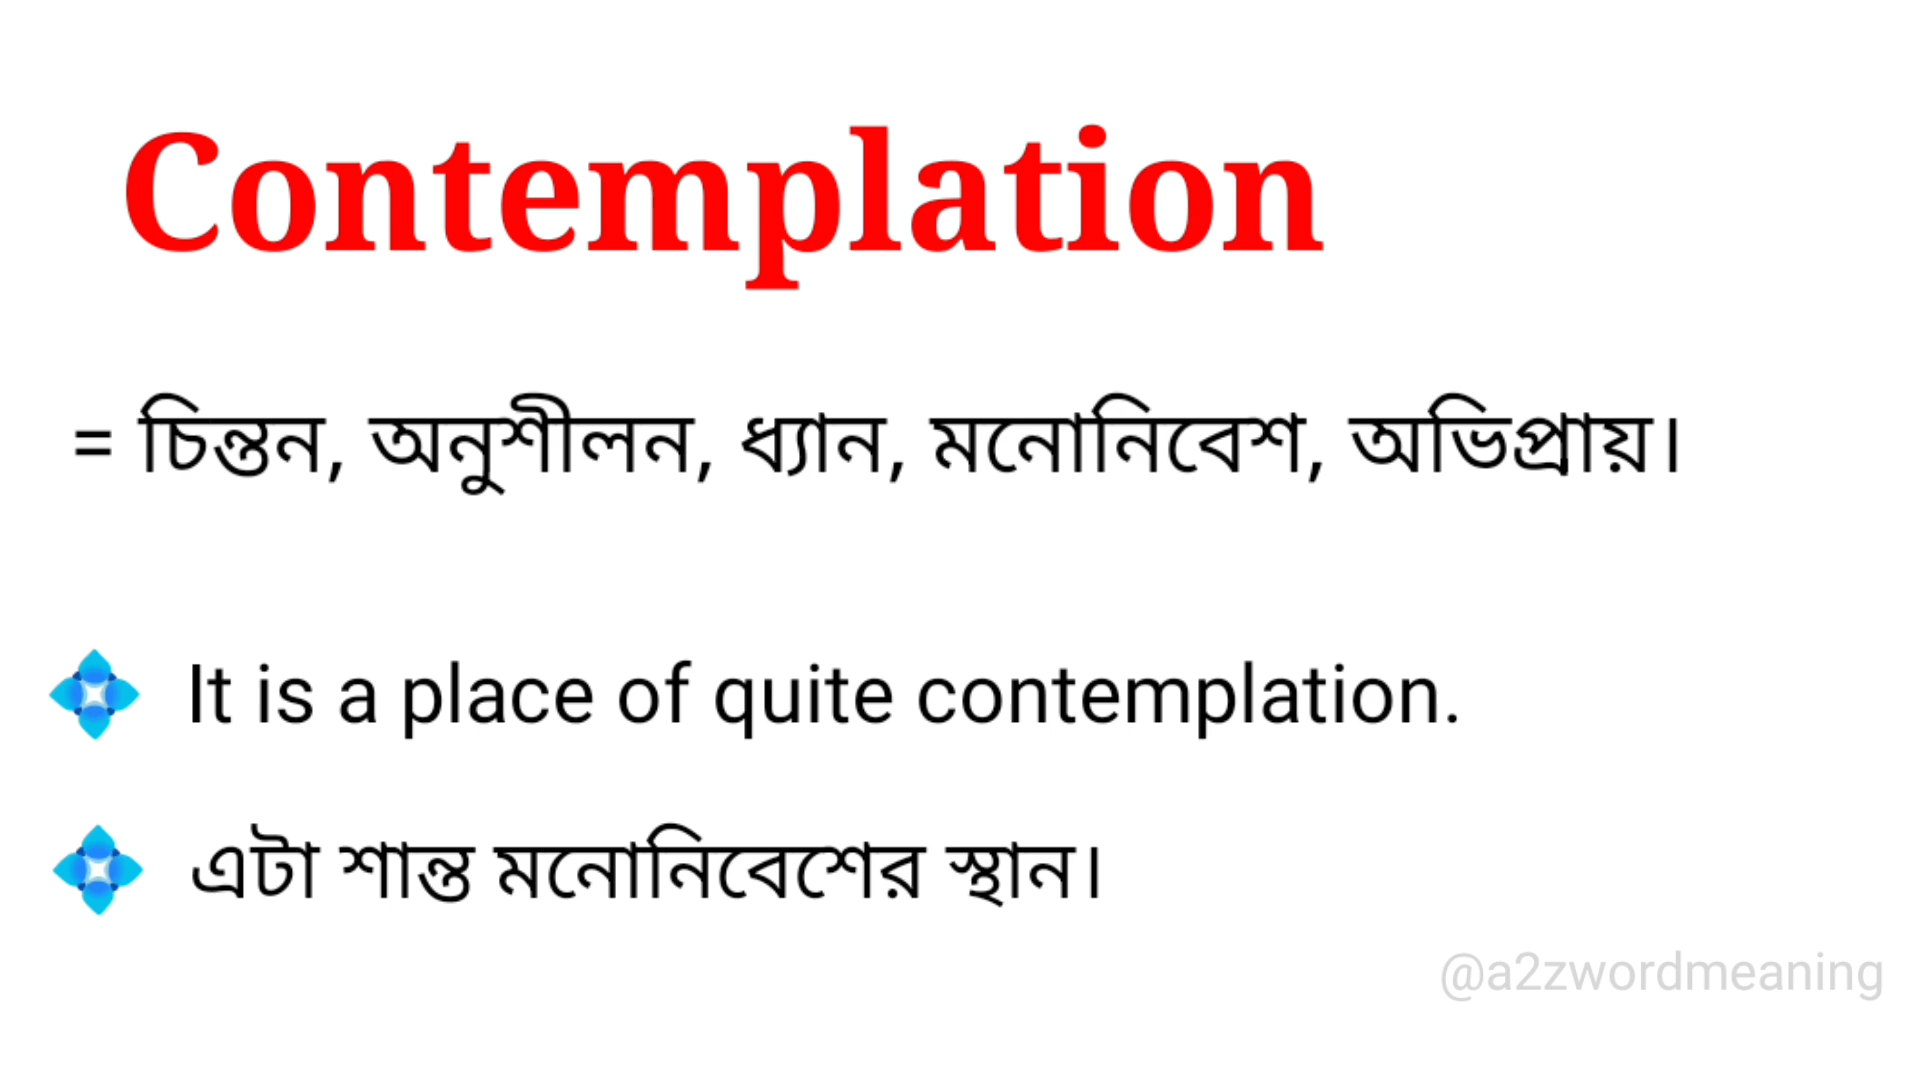 Contemplation
= চিন্তন, অনুশীলন, ধ্যান, মনোনিবেশ, অভিপ্রায়।
It is a place of quite contemplation.
এটা শান্ত মনোনিবেশের স্থান।
@a2zwordmeaning